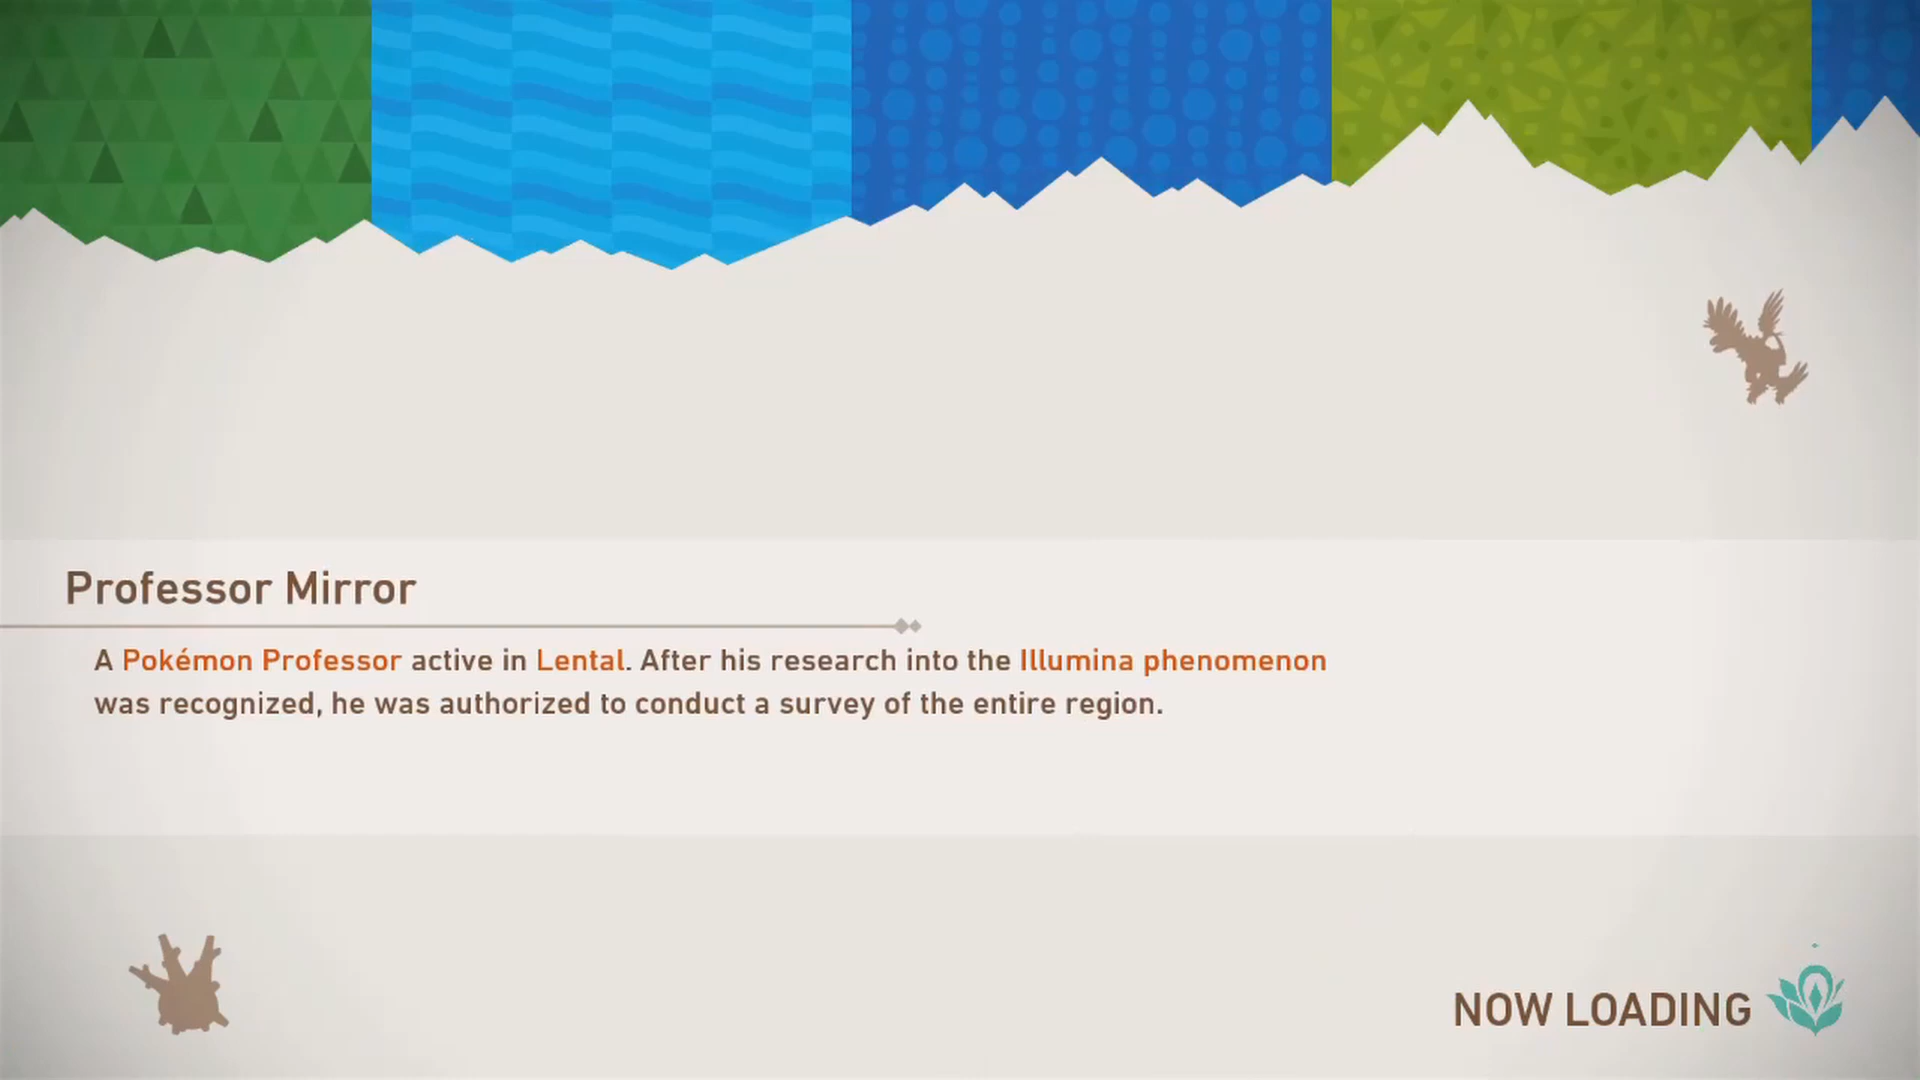 Professor Mirror
A Pokémon Professor active in Lental. After his research into the Illumina phenomenon
was recognized, he was authorized to conduct a survey of the entire region.
NOW LOADING